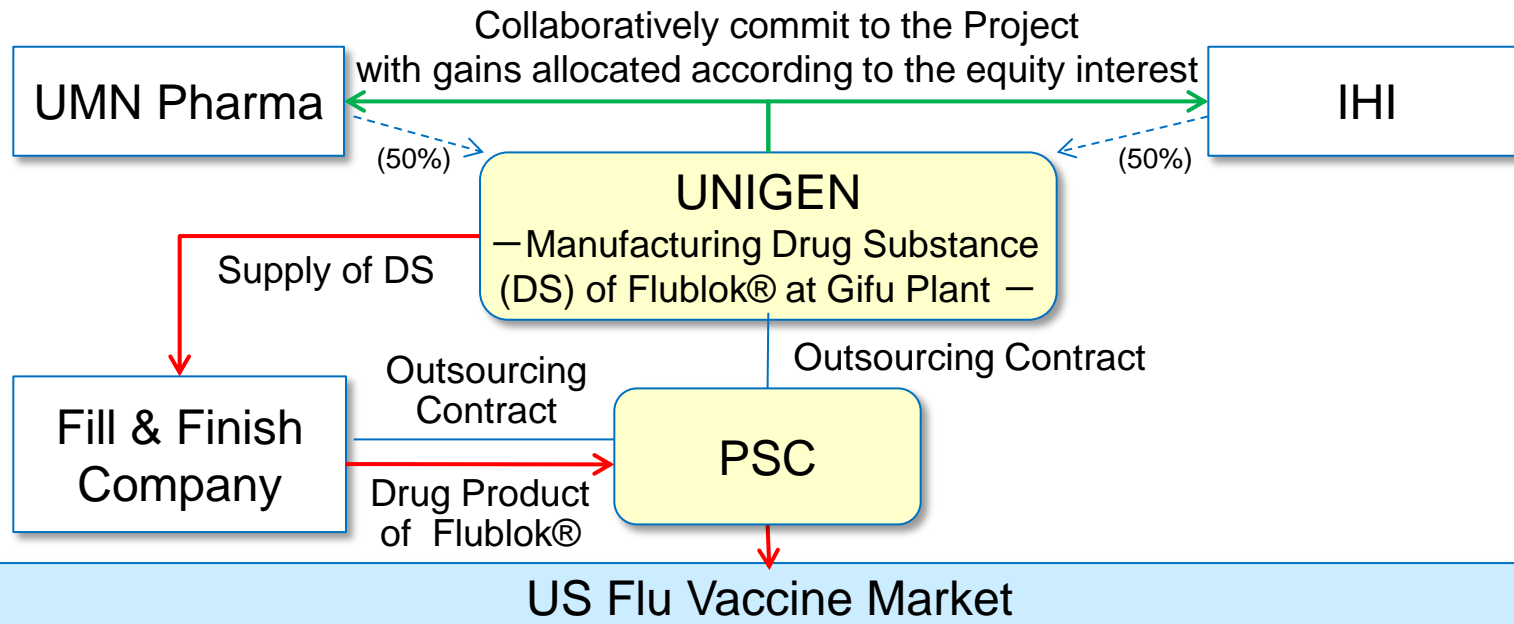 Collaboratively commit to the Project
with gains allocated according to the equity interest
UMN Pharma
IHI
(50%)
(50%)
UNIGEN
—Manufacturing Drug Substance
(DS) of Flublok® at Gifu Plant —
Supply of DS
Outsourcing Contract
Outsourcing
Contract
Fill & Finish
Company
PSC
Drug Product
of Flublok®
US Flu Vaccine Market